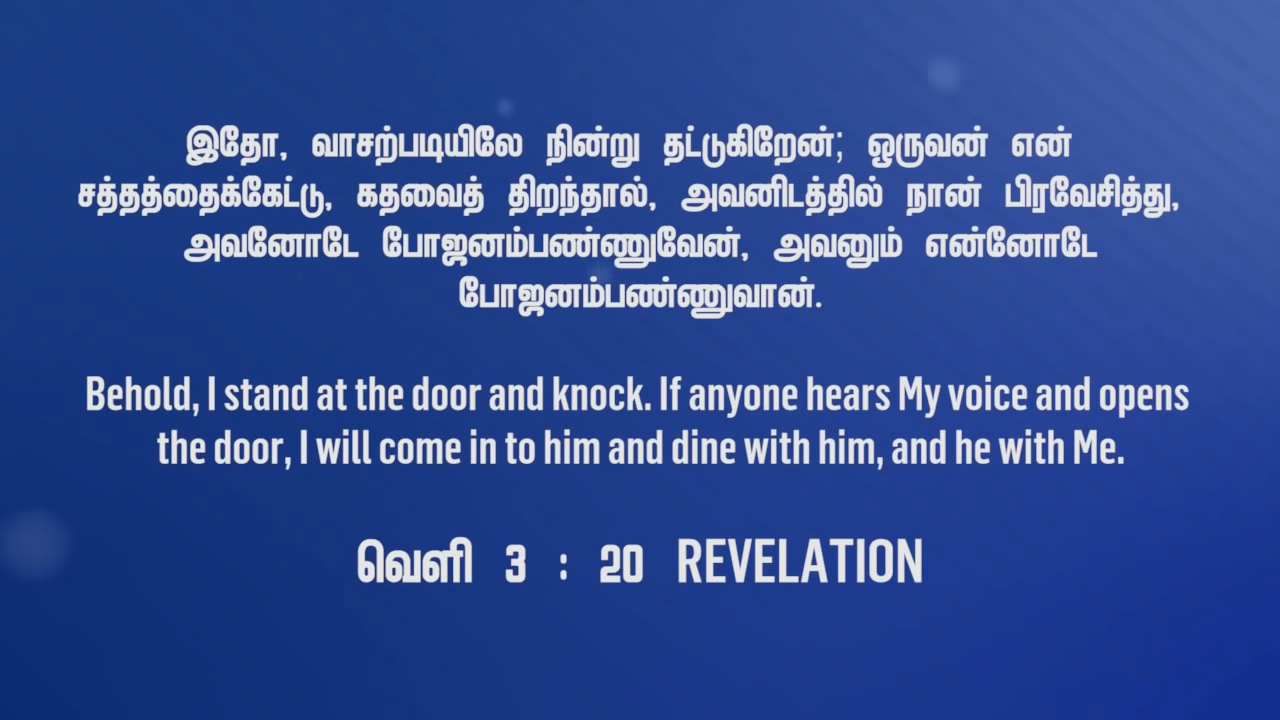 இதோ, வாசற்படியிலே நின்று தட்டுகிறேன்; ஒருவன் என்
சத்தத்தைக்கேட்டு, கதவைத் திறந்தால், அவனிடத்தில் நான் பிரவேசித்து,
அவனோடே போஜனம்பண்ணுவேன், அவனும் என்னோடே
போஜனம்பண்ணுவான்.
Behold, I stand at the door and knock. If anyone hears My voice and opens
the door, I will come in to him and dine with him, and he with Me.
வெளி 3 : 20 REVELATION